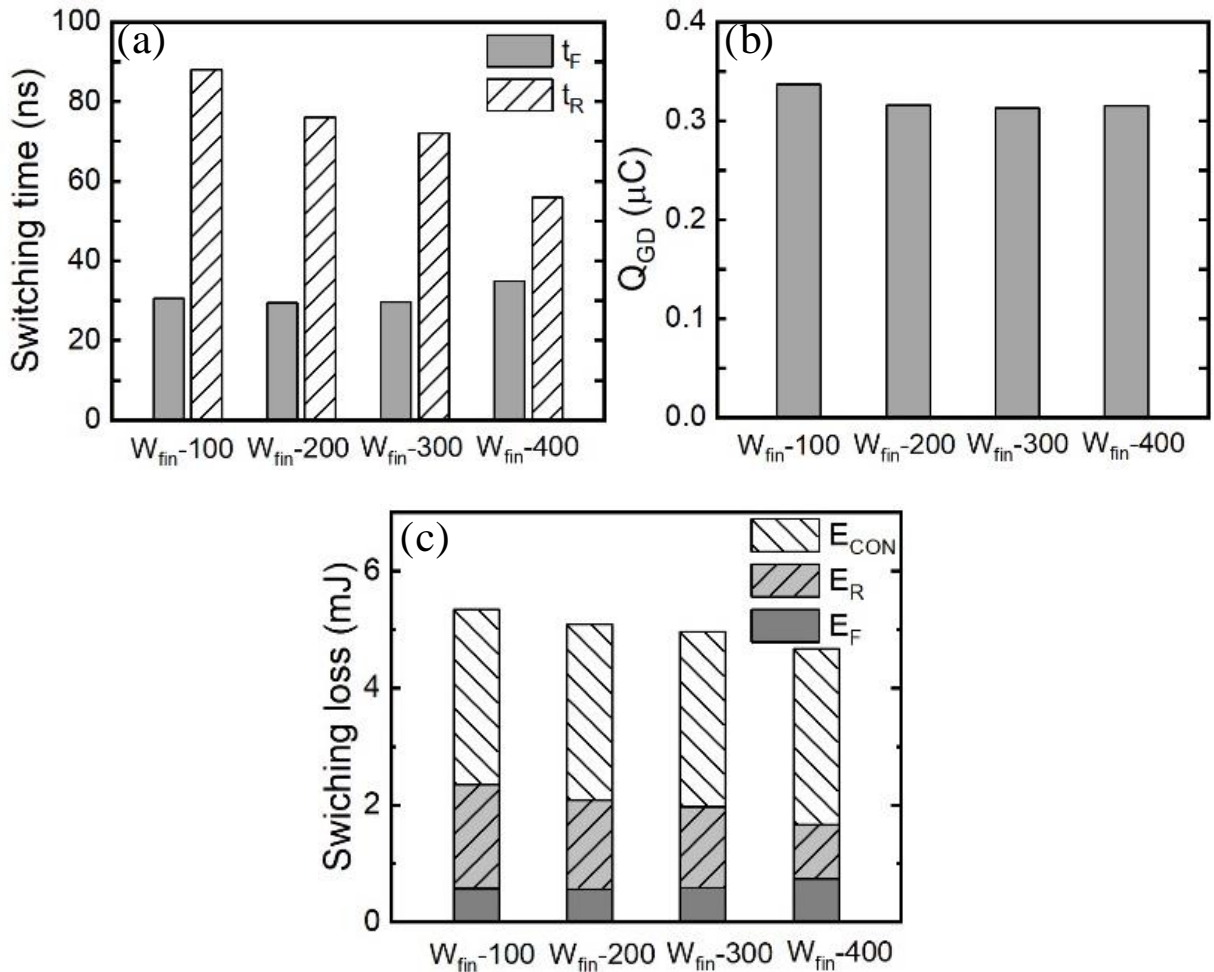 (a)
t_F
t_R
Switching time (ns)
100
80
60
40
20
0
W_fin-100 W_fin-200 W_fin-300 W_fin-400
(b)
Q_GD (μC)
0.4
0.3
0.2
0.1
0.0
W_fin-100 W_fin-200 W_fin-300 W_fin-400
(c)
E_CON
E_R
E_F
Swiching loss (mJ)
6
4
2
0
W_fin-100 W_fin-200 W_fin-300 W_fin-400